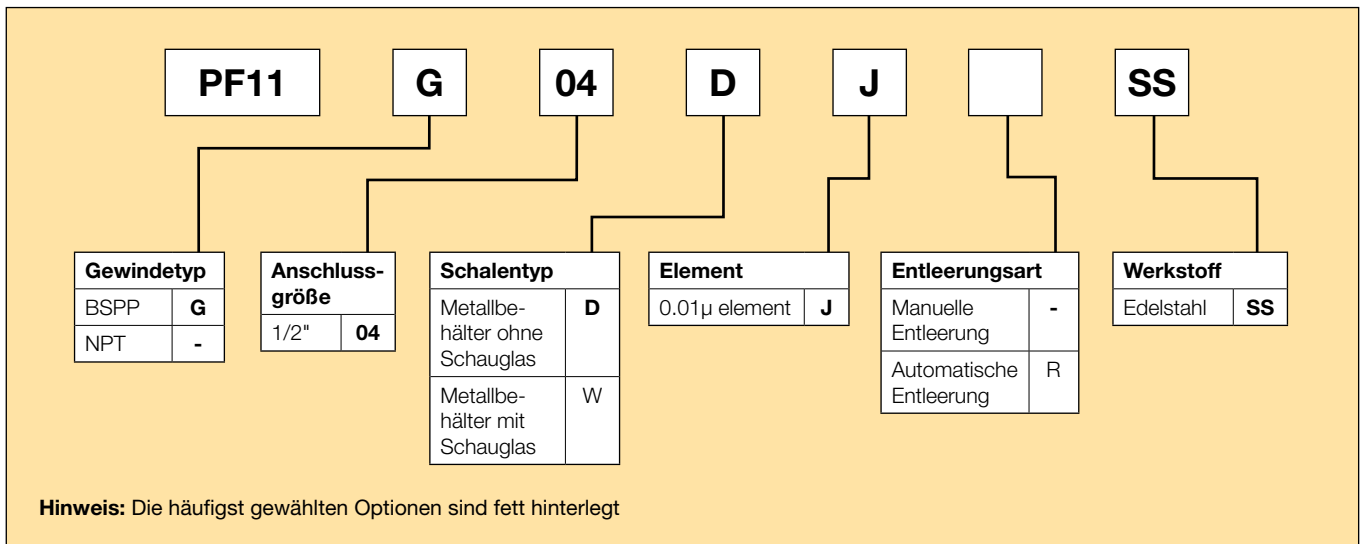 PF11 G 04 D J SS
Gewindetyp
BSPP G
NPT -
Anschluss-
größe
1/2" 04
Schalentyp
Metallbe- D
hälter ohne
Schauglas
Metallbe- W
hälter mit
Schauglas
Element
0.01µ element J
Entleerungsart
Manuelle -
Entleerung
Automatische R
Entleerung
Werkstoff
Edelstahl SS
Hinweis: Die häufigst gewählten Optionen sind fett hinterlegt